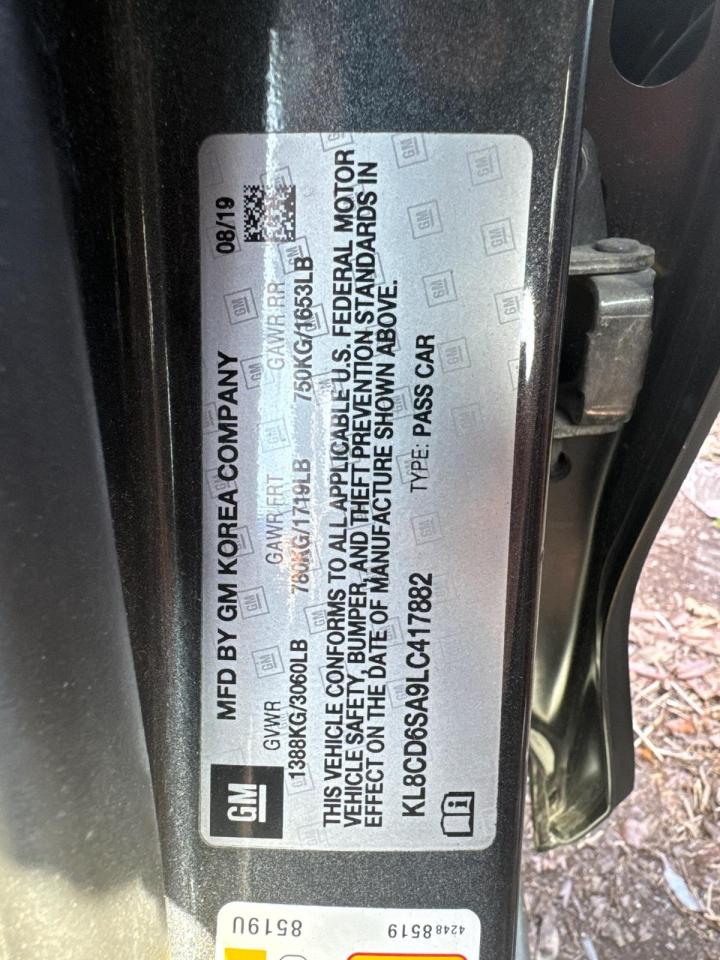 GM
MFD BY GM KOREA COMPANY 08/19
GVWR GAWR FRT GAWR RR
1388KG/3060LB 780KG/1719LB 750KG/1653LB
THIS VEHICLE CONFORMS TO ALL APPLICABLE U.S. FEDERAL MOTOR
VEHICLE SAFETY, BUMPER, AND THEFT PREVENTION STANDARDS IN
EFFECT ON THE DATE OF MANUFACTURE SHOWN ABOVE.
KL8CD6SA9LC417882 TYPE: PASS CAR
8519U
4248 8519